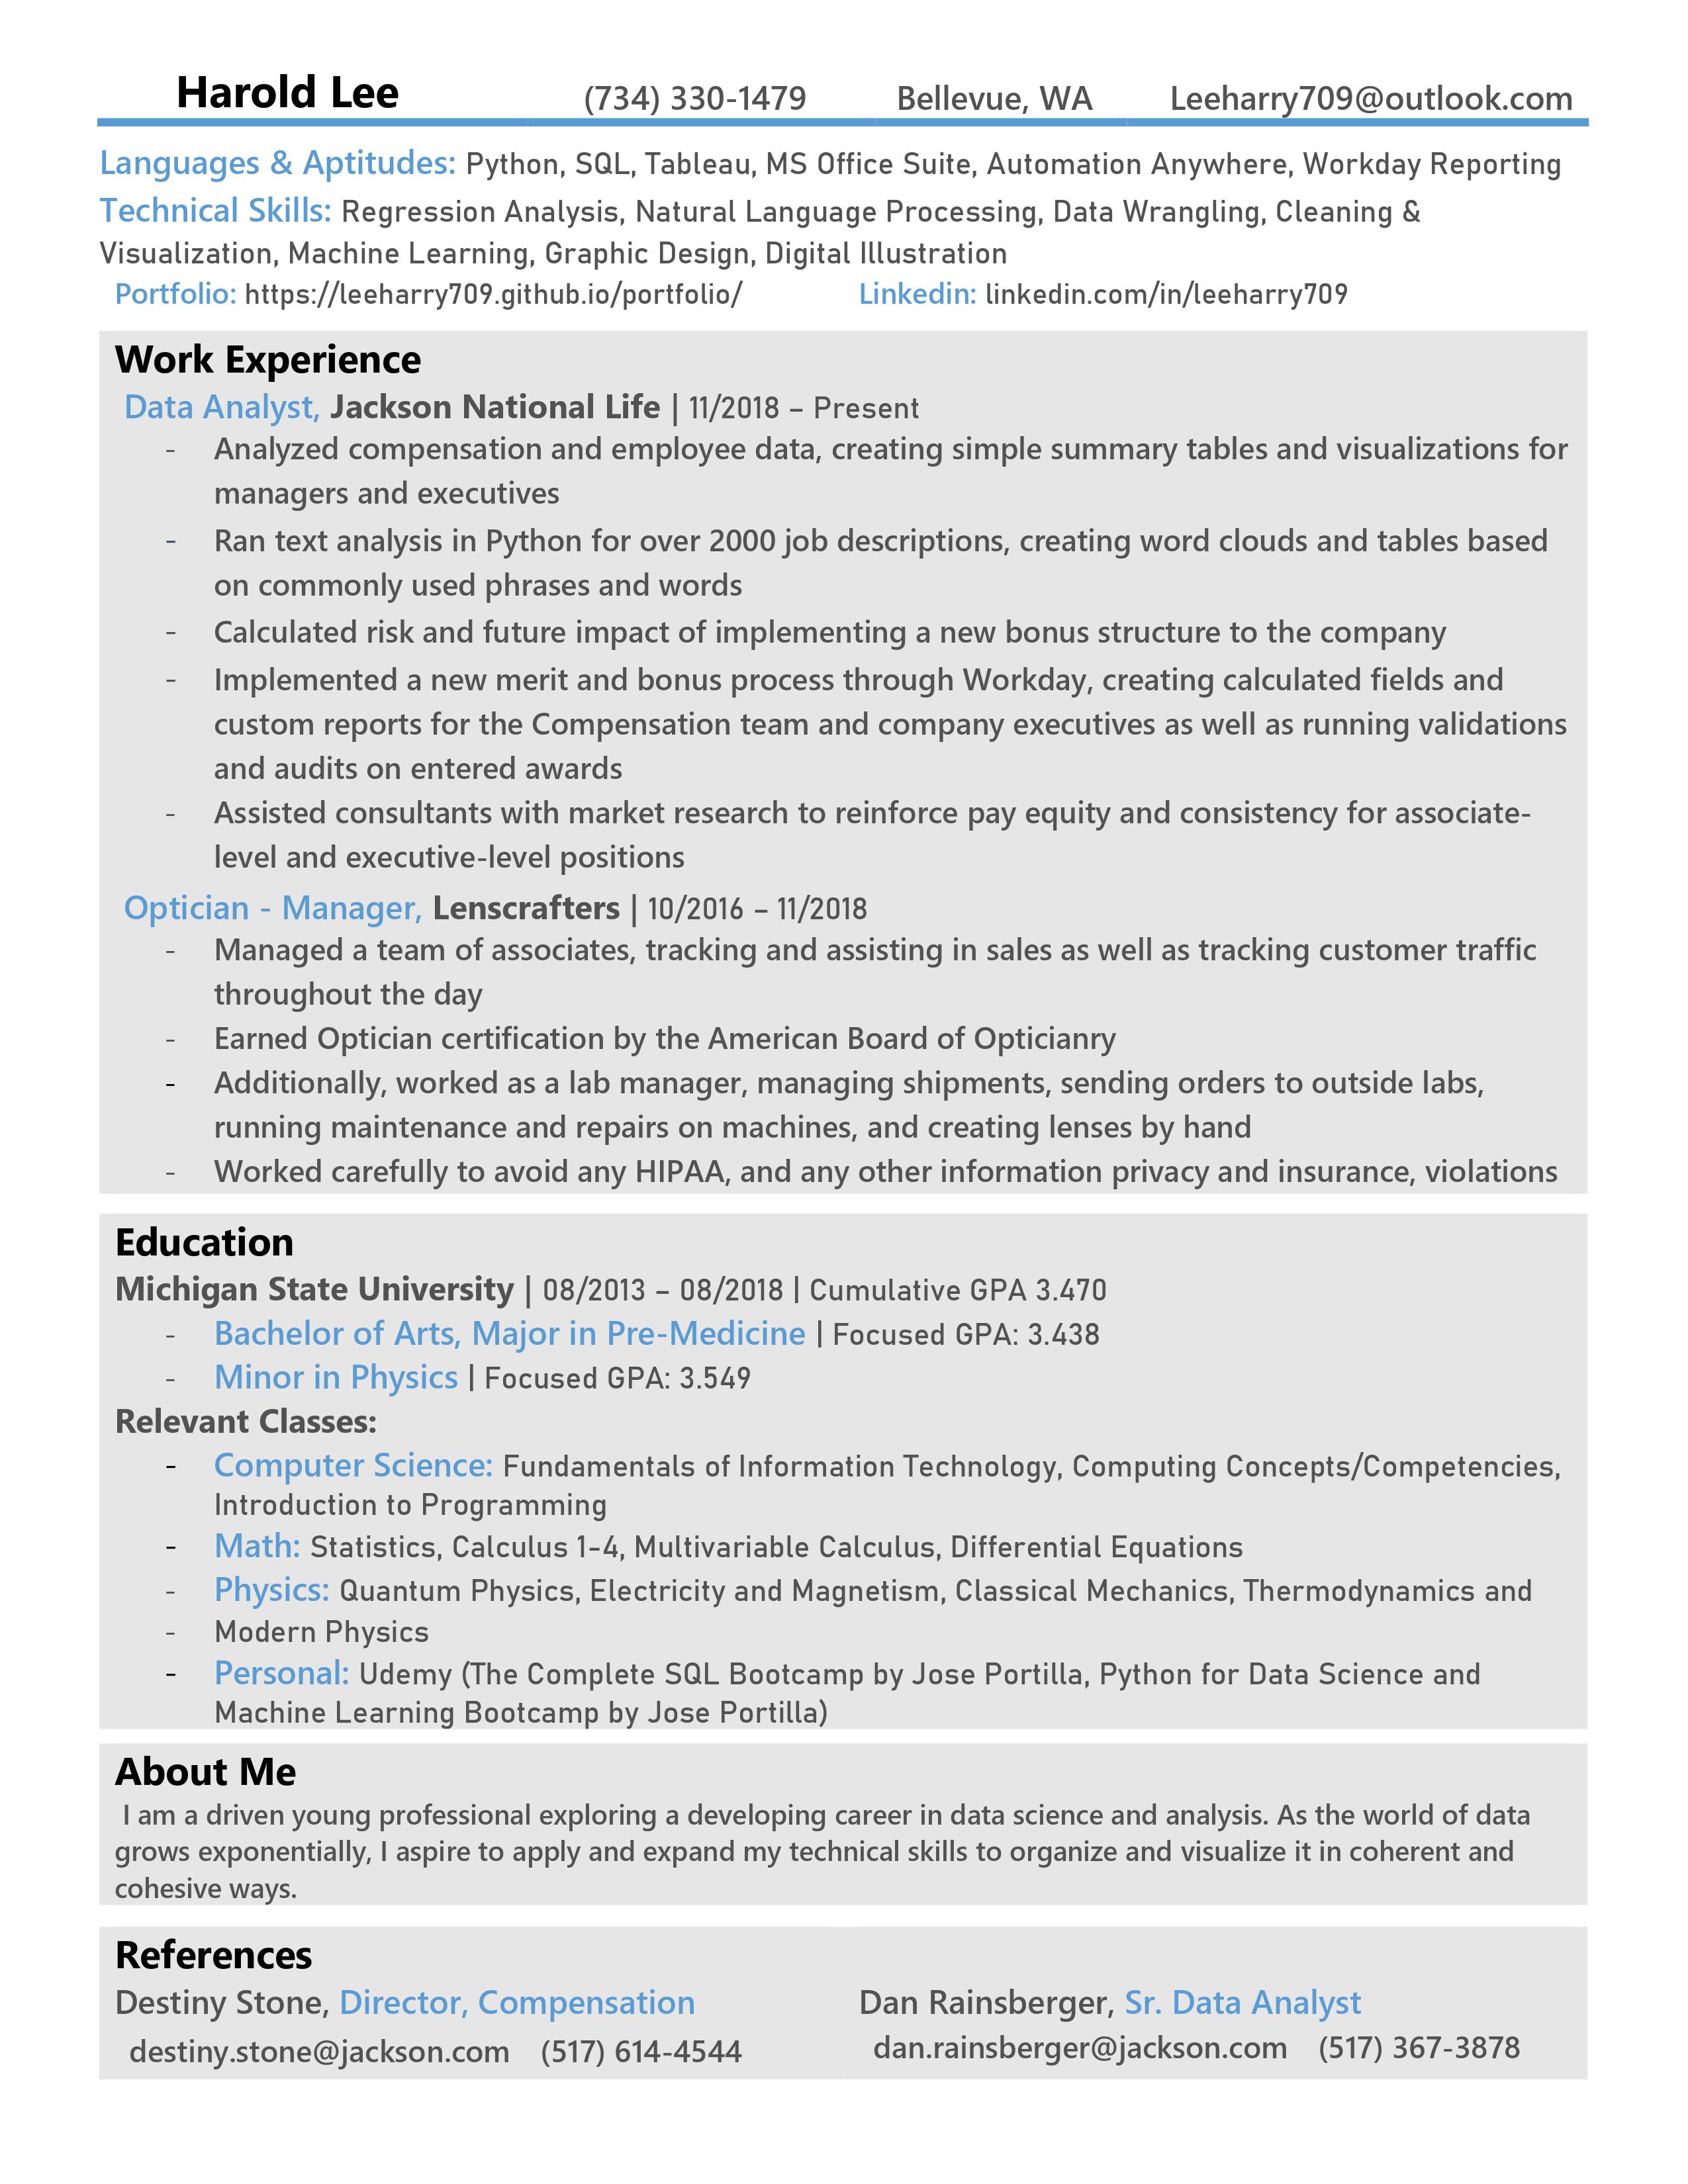 Harold Lee (734) 330-1479 Bellevue, WA Leeharry709@outlook.com
Languages & Aptitudes: Python, SQL, Tableau, MS Office Suite, Automation Anywhere, Workday Reporting
Technical Skills: Regression Analysis, Natural Language Processing, Data Wrangling, Cleaning &
Visualization, Machine Learning, Graphic Design, Digital Illustration
Portfolio: https://leeharry709.github.io/portfolio/ Linkedin: linkedin.com/in/leeharry709
Work Experience
Data Analyst, Jackson National Life | 11/2018 – Present
- Analyzed compensation and employee data, creating simple summary tables and visualizations for
managers and executives
- Ran text analysis in Python for over 2000 job descriptions, creating word clouds and tables based
on commonly used phrases and words
- Calculated risk and future impact of implementing a new bonus structure to the company
- Implemented a new merit and bonus process through Workday, creating calculated fields and
custom reports for the Compensation team and company executives as well as running validations
and audits on entered awards
- Assisted consultants with market research to reinforce pay equity and consistency for associate-
level and executive-level positions
Optician - Manager, Lenscrafters | 10/2016 – 11/2018
- Managed a team of associates, tracking and assisting in sales as well as tracking customer traffic
throughout the day
- Earned Optician certification by the American Board of Opticianry
- Additionally, worked as a lab manager, managing shipments, sending orders to outside labs,
running maintenance and repairs on machines, and creating lenses by hand
- Worked carefully to avoid any HIPAA, and any other information privacy and insurance, violations
Education
Michigan State University | 08/2013 – 08/2018 | Cumulative GPA 3.470
- Bachelor of Arts, Major in Pre-Medicine | Focused GPA: 3.438
- Minor in Physics | Focused GPA: 3.549
Relevant Classes:
- Computer Science: Fundamentals of Information Technology, Computing Concepts/Competencies,
Introduction to Programming
- Math: Statistics, Calculus 1-4, Multivariable Calculus, Differential Equations
- Physics: Quantum Physics, Electricity and Magnetism, Classical Mechanics, Thermodynamics and
- Modern Physics
- Personal: Udemy (The Complete SQL Bootcamp by Jose Portilla, Python for Data Science and
Machine Learning Bootcamp by Jose Portilla)
About Me
I am a driven young professional exploring a developing career in data science and analysis. As the world of data
grows exponentially, I aspire to apply and expand my technical skills to organize and visualize it in coherent and
cohesive ways.
References
Destiny Stone, Director, Compensation Dan Rainsberger, Sr. Data Analyst
destiny.stone@jackson.com (517) 614-4544 dan.rainsberger@jackson.com (517) 367-3878